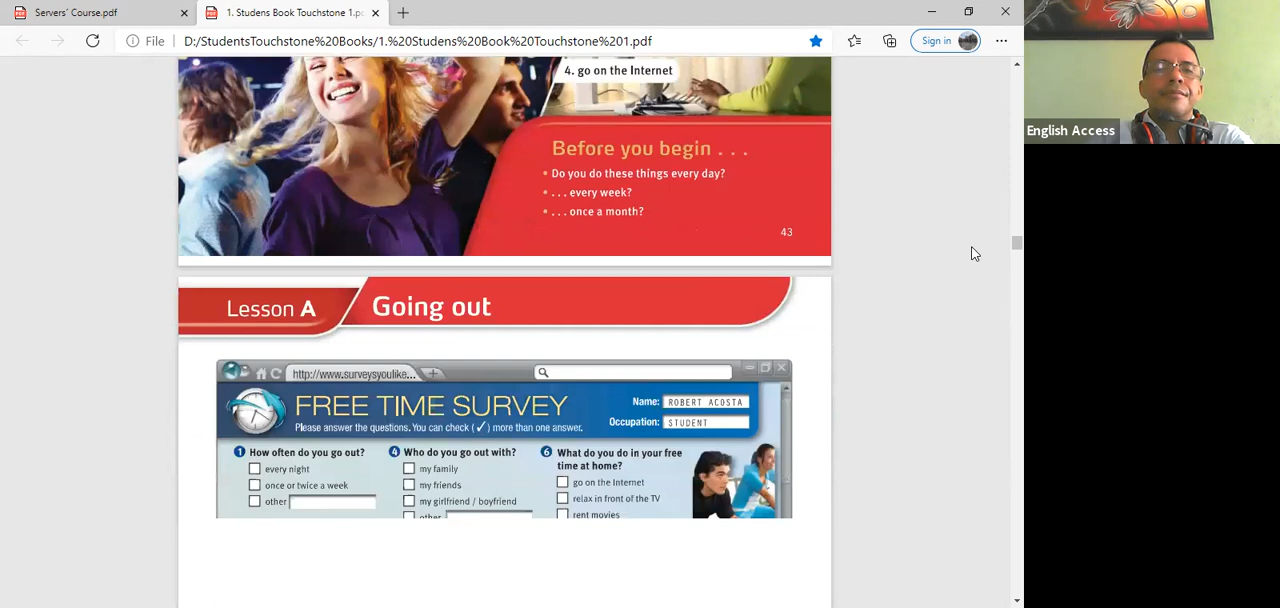 Servers' Course.pdf
1. Studens Book Touchstone 1.p
File
D:/StudentsTouchstone%20Books/1.%20Studens%20Book%20Touchstone%201.pdf
Sign in
4. go on the Internet
Before you begin . . .
• Do you do these things every day?
• . . . every week?
• . . . once a month?
43
Lesson A
Going out
http://www.surveysyoulike...
FREE TIME SURVEY
Please answer the questions. You can check (✓) more than one answer.
Name: ROBERT ACOSTA
Occupation: STUDENT
1 How often do you go out?
every night
once or twice a week
other
4 Who do you go out with?
my family
my friends
my girlfriend / boyfriend
other
6 What do you do in your free
time at home?
go on the Internet
relax in front of the TV
rent movies
English Access